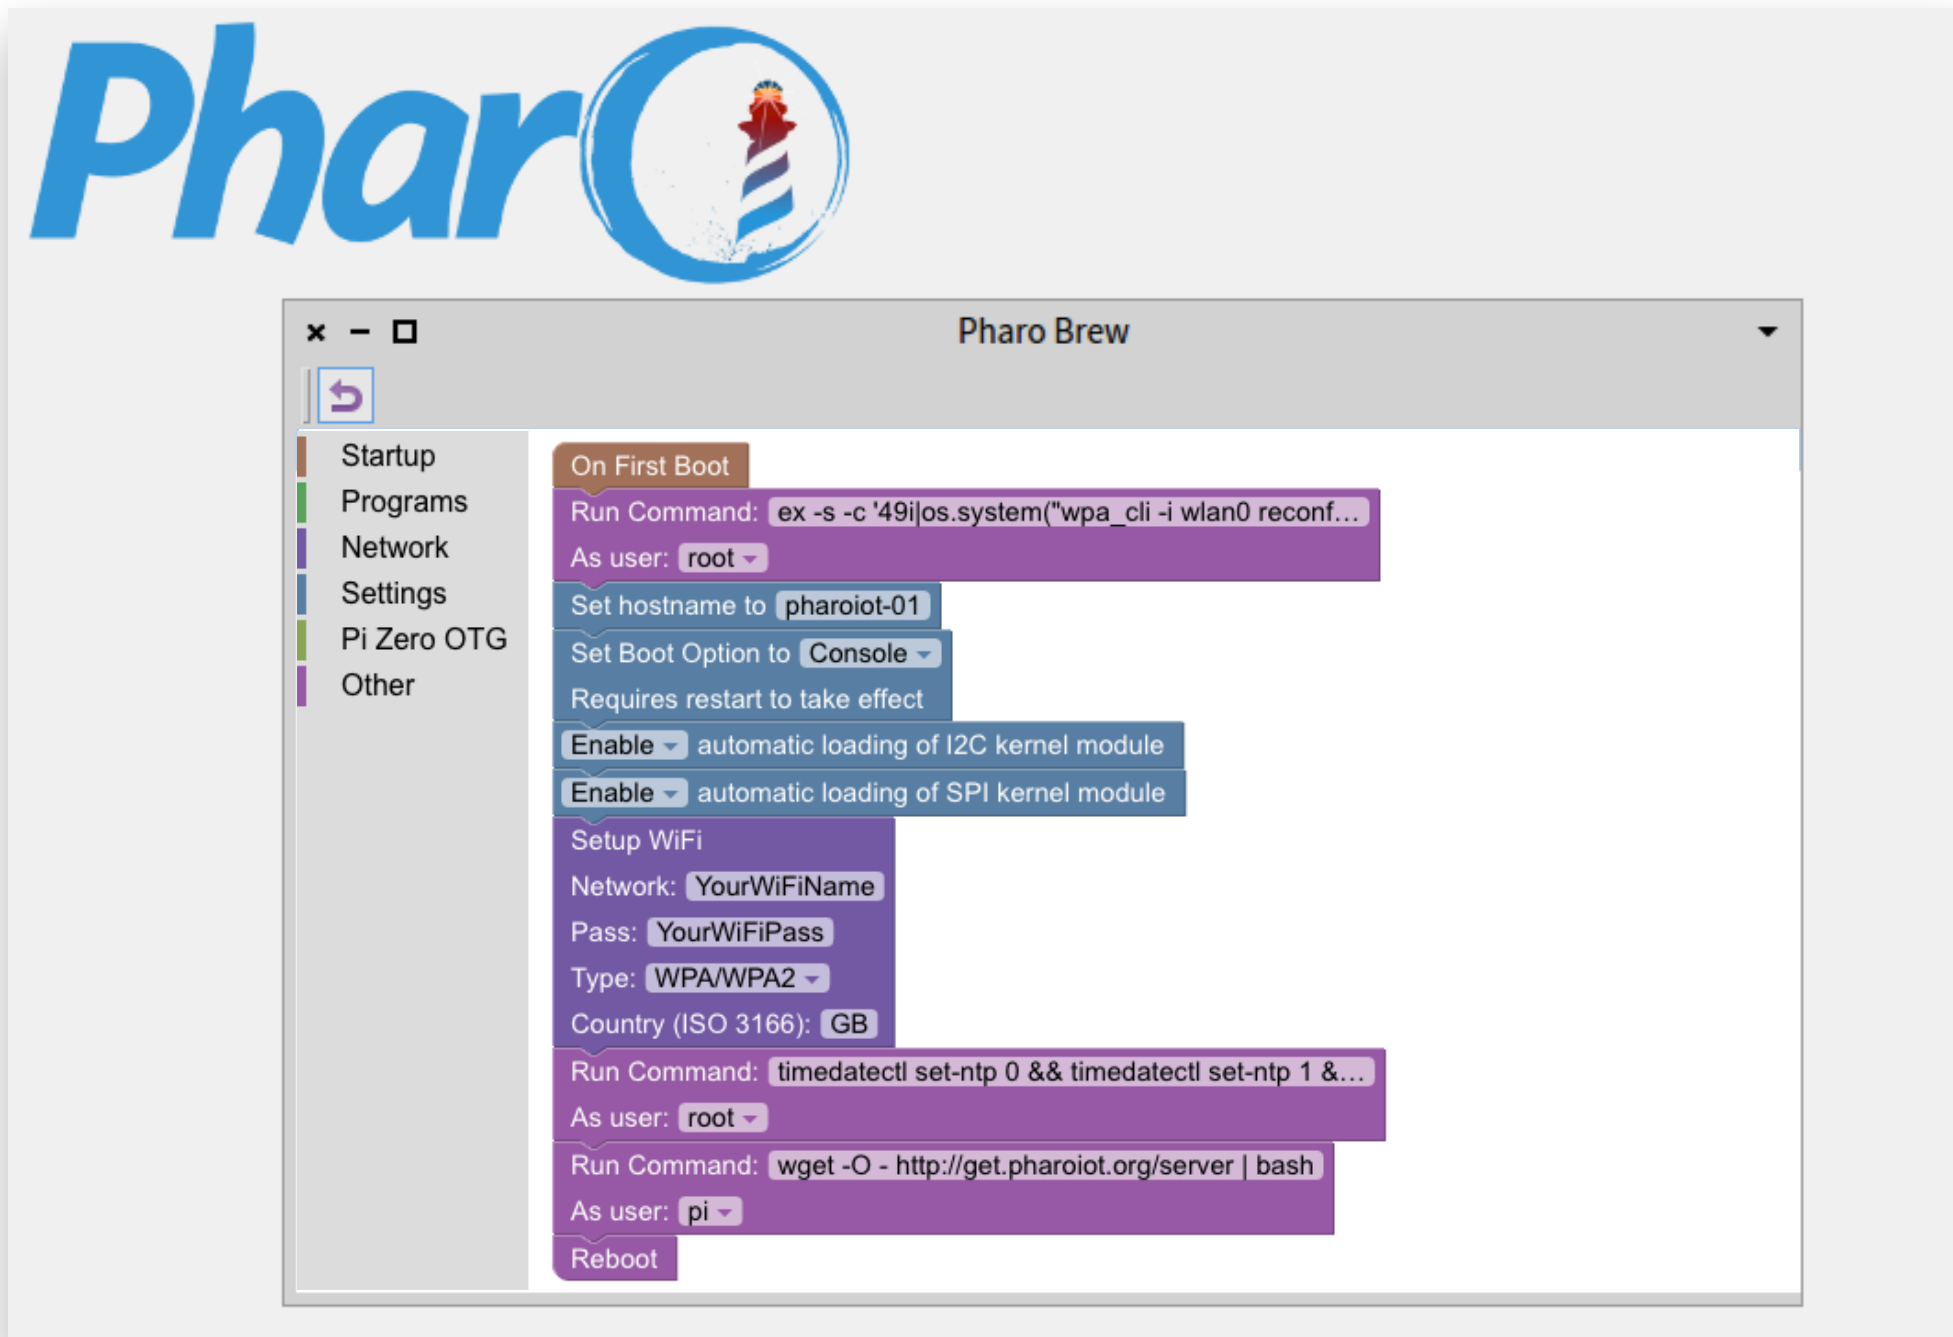 Pharo
Pharo Brew
Startup
Programs
Network
Settings
Pi Zero OTG
Other
On First Boot
Run Command: ex -s -c '49i|os.system("wpa_cli -i wlan0 reconf...
As user: root
Set hostname to pharoiot-01
Set Boot Option to Console
Requires restart to take effect
Enable automatic loading of I2C kernel module
Enable automatic loading of SPI kernel module
Setup WiFi
Network: YourWiFiName
Pass: YourWiFiPass
Type: WPA/WPA2
Country (ISO 3166): GB
Run Command: timedatectl set-ntp 0 && timedatectl set-ntp 1 &...
As user: root
Run Command: wget -O - http://get.pharoiot.org/server | bash
As user: pi
Reboot